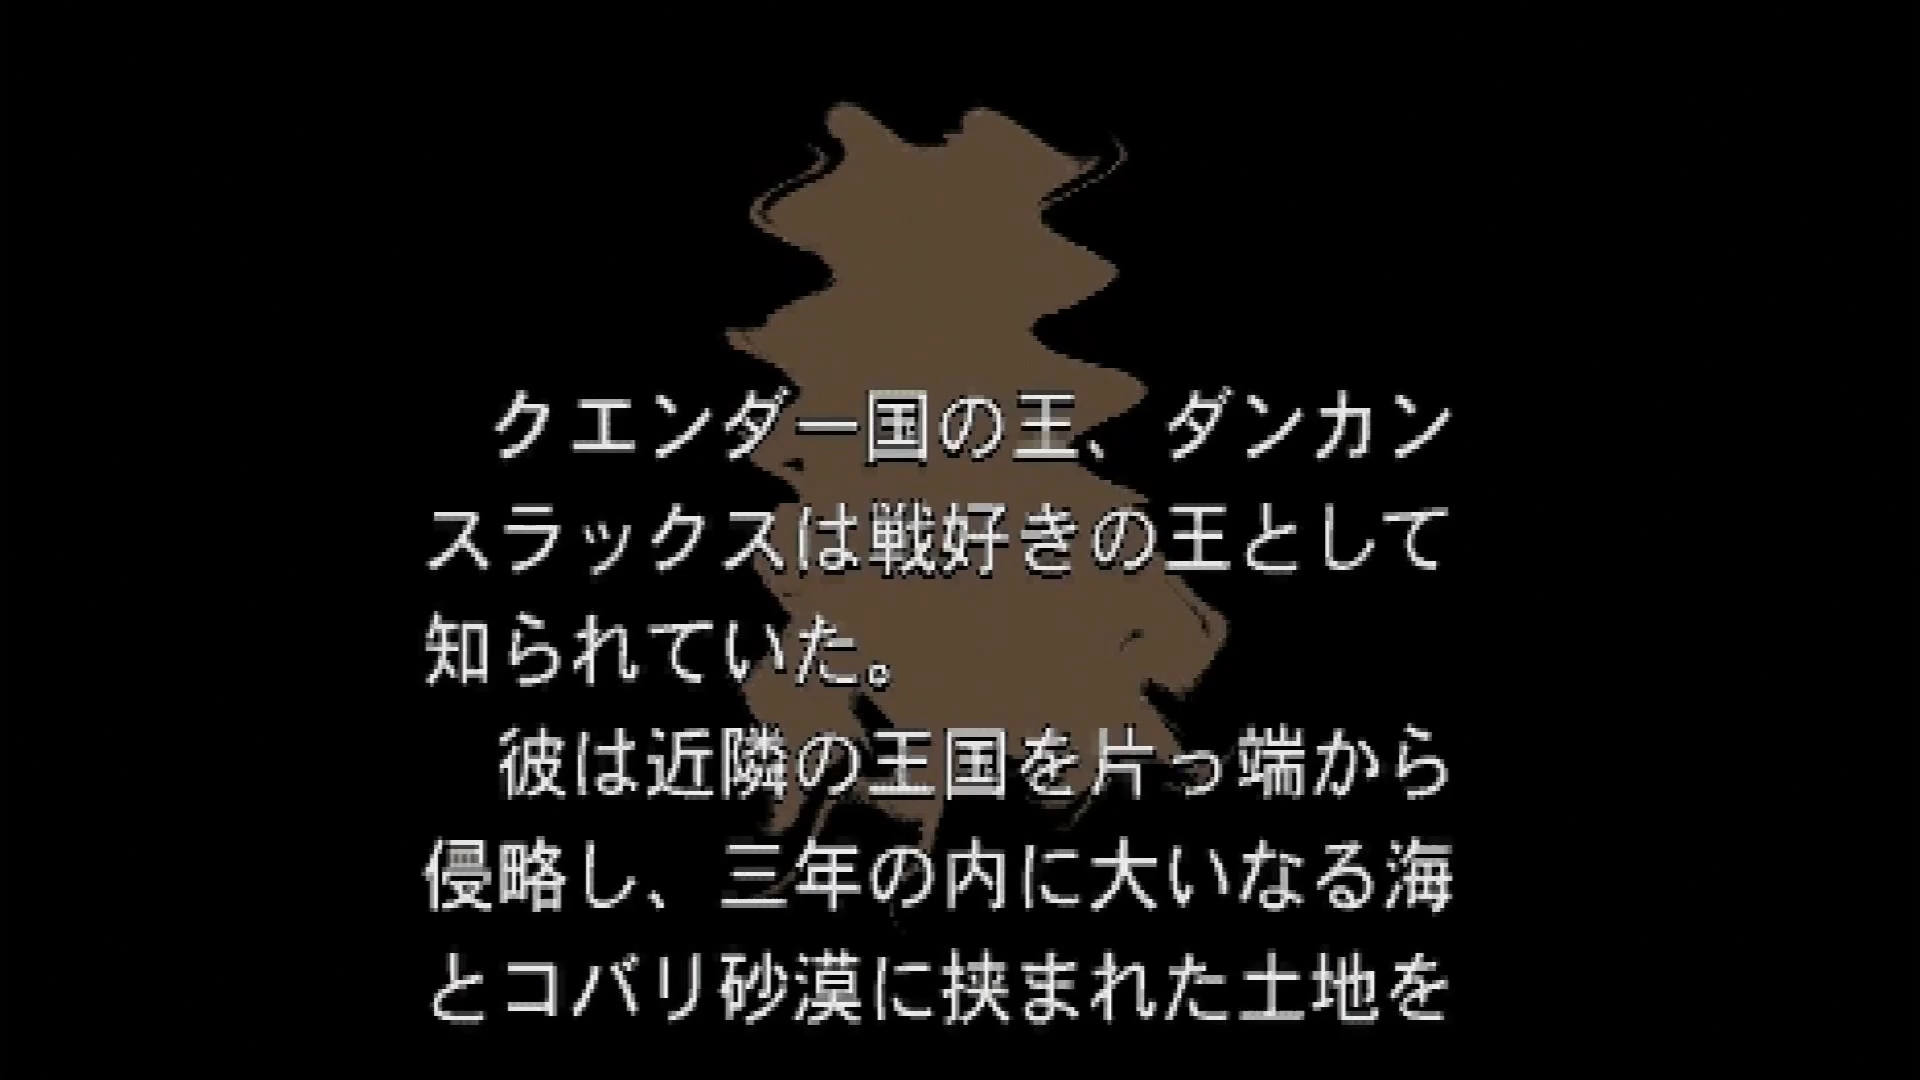 クエンダー国の王、ダンカン
スラックスは戦好きの王として
知られていた。
彼は近隣の王国を片っ端から
侵略し、三年の内に大いなる海
とコバリ砂漠に挟まれた土地を